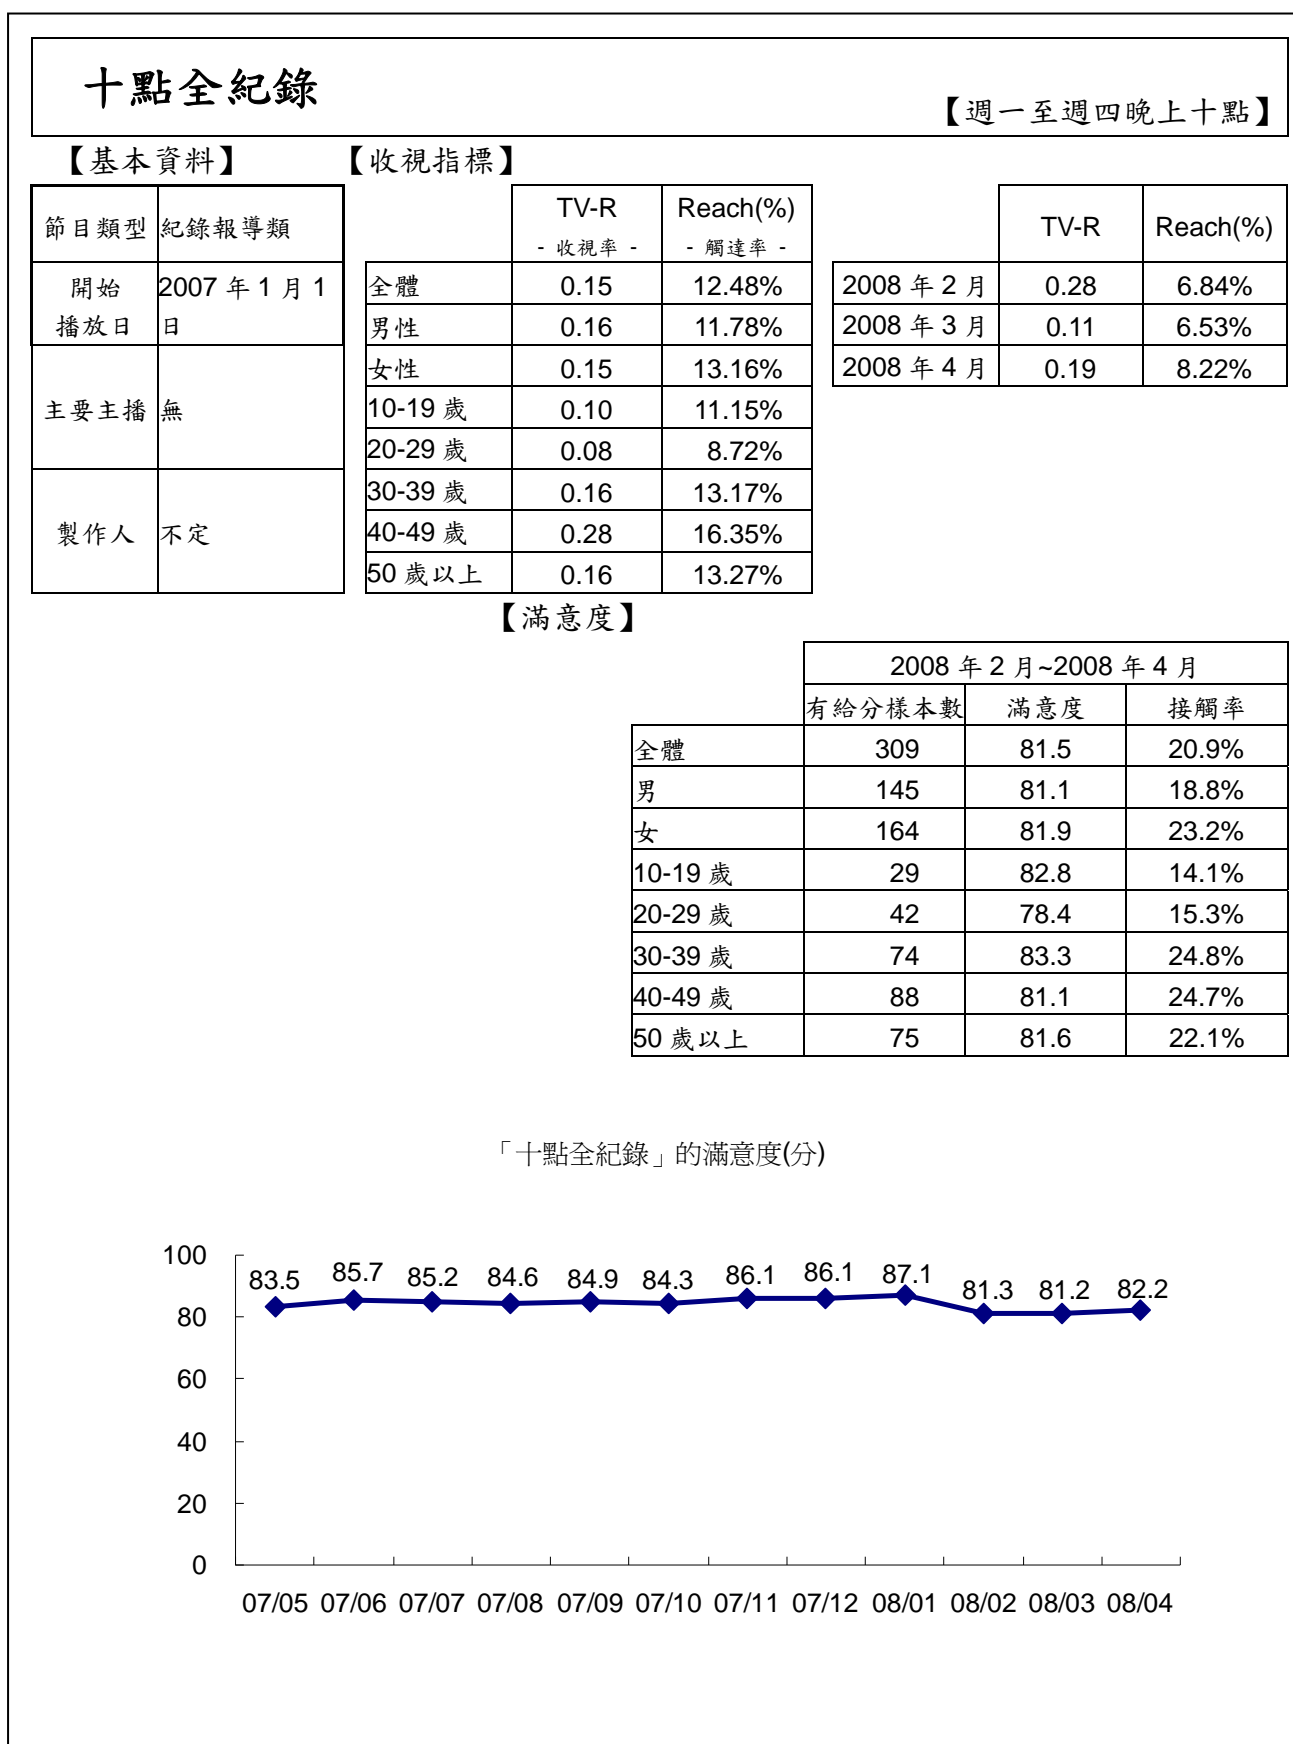 十點全紀錄
【週一至週四晚上十點】
【基本資料】 【收視指標】
節目類型 紀錄報導類
開始播放日 2007 年 1 月 1 日
主要主播 無
製作人 不定
TV-R Reach(%)
- 收視率 - - 觸達率 -
全體 0.15 12.48%
男性 0.16 11.78%
女性 0.15 13.16%
10-19 歲 0.10 11.15%
20-29 歲 0.08 8.72%
30-39 歲 0.16 13.17%
40-49 歲 0.28 16.35%
50 歲以上 0.16 13.27%
TV-R Reach(%)
2008 年 2 月 0.28 6.84%
2008 年 3 月 0.11 6.53%
2008 年 4 月 0.19 8.22%
【滿意度】
2008 年 2 月~2008 年 4 月
有給分樣本數 滿意度 接觸率
全體 309 81.5 20.9%
男 145 81.1 18.8%
女 164 81.9 23.2%
10-19 歲 29 82.8 14.1%
20-29 歲 42 78.4 15.3%
30-39 歲 74 83.3 24.8%
40-49 歲 88 81.1 24.7%
50 歲以上 75 81.6 22.1%
「十點全紀錄」的滿意度(分)
100
80
60
40
20
0
83.5 85.7 85.2 84.6 84.9 84.3 86.1 86.1 87.1 81.3 81.2 82.2
07/05 07/06 07/07 07/08 07/09 07/10 07/11 07/12 08/01 08/02 08/03 08/04